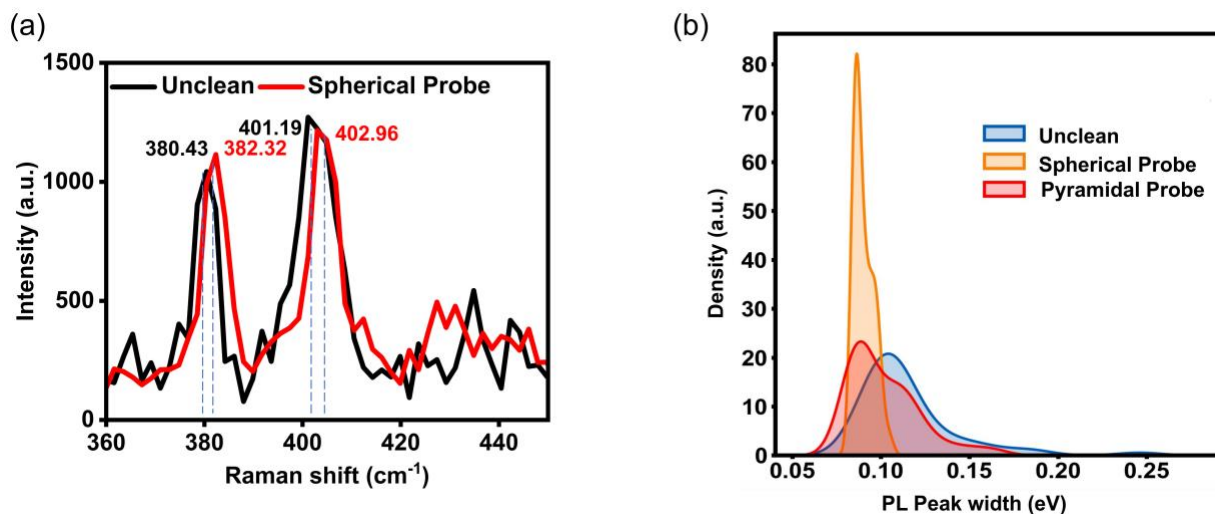 (a)
1500
1000
500
0
Intensity (a.u.)
Unclean Spherical Probe
380.43 382.32
401.19 402.96
360 380 400 420 440
Raman shift (cm⁻¹)
(b)
80
70
60
50
40
30
20
10
0
Density (a.u.)
Unclean
Spherical Probe
Pyramidal Probe
0.05 0.10 0.15 0.20 0.25
PL Peak width (eV)